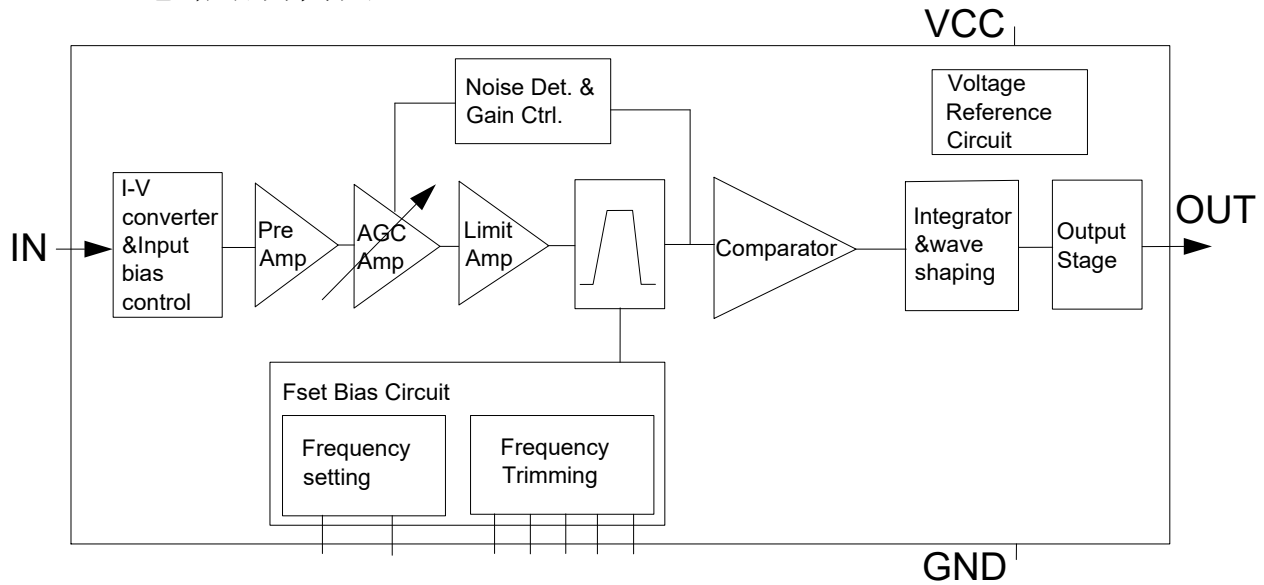 VCC
Noise Det. &
Gain Ctrl.
Voltage
Reference
Circuit
I-V
converter
&Input
bias
control
Pre
Amp
AGC
Amp
Limit
Amp
Comparator
Integrator
&wave
shaping
Output
Stage
IN
OUT
Fset Bias Circuit
Frequency
setting
Frequency
Trimming
GND